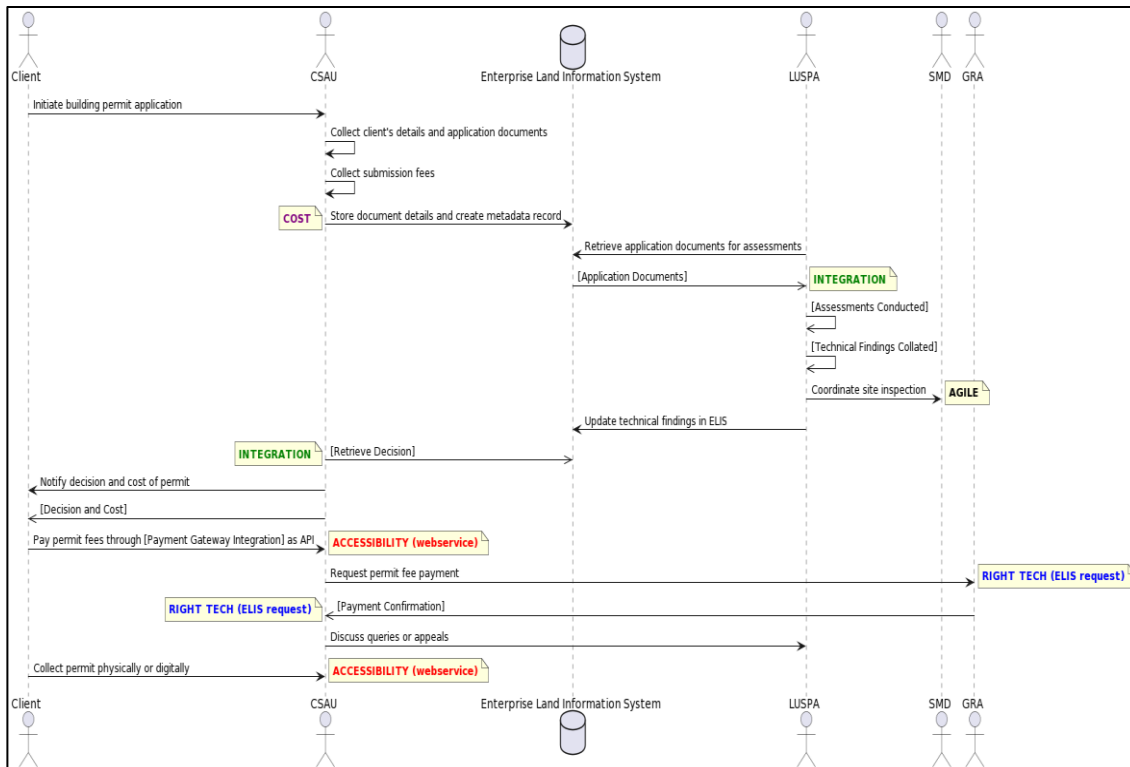 Client CSAU Enterprise Land Information System LUSPA SMD GRA
Initiate building permit application
Collect client's details and application documents
Collect submission fees
COST Store document details and create metadata record
Retrieve application documents for assessments
[Application Documents] INTEGRATION
[Assessments Conducted]
[Technical Findings Collated]
Coordinate site inspection AGILE
Update technical findings in ELIS
INTEGRATION [Retrieve Decision]
Notify decision and cost of permit
[Decision and Cost]
Pay permit fees through [Payment Gateway Integration] as API ACCESSIBILITY (webservice)
Request permit fee payment RIGHT TECH (ELIS request)
RIGHT TECH (ELIS request) [Payment Confirmation]
Discuss queries or appeals
Collect permit physically or digitally ACCESSIBILITY (webservice)
Client CSAU Enterprise Land Information System LUSPA SMD GRA